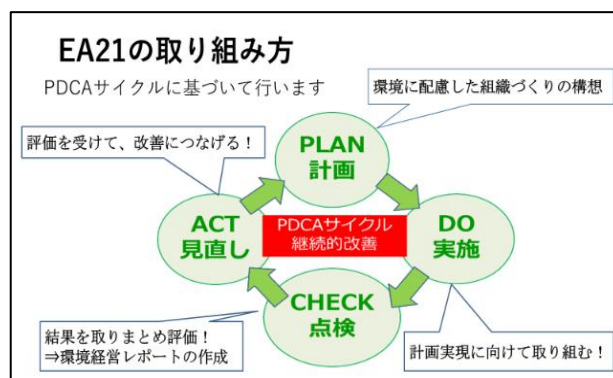 EA21の取り組み方
PDCAサイクルに基づいて行います
環境に配慮した組織づくりの構想
評価を受けて、改善につなげる！
PLAN
計画
ACT
見直し
PDCAサイクル
継続的改善
DO
実施
CHECK
点検
結果を取りまとめ評価！
⇒環境経営レポートの作成
計画実現に向けて取り組む！